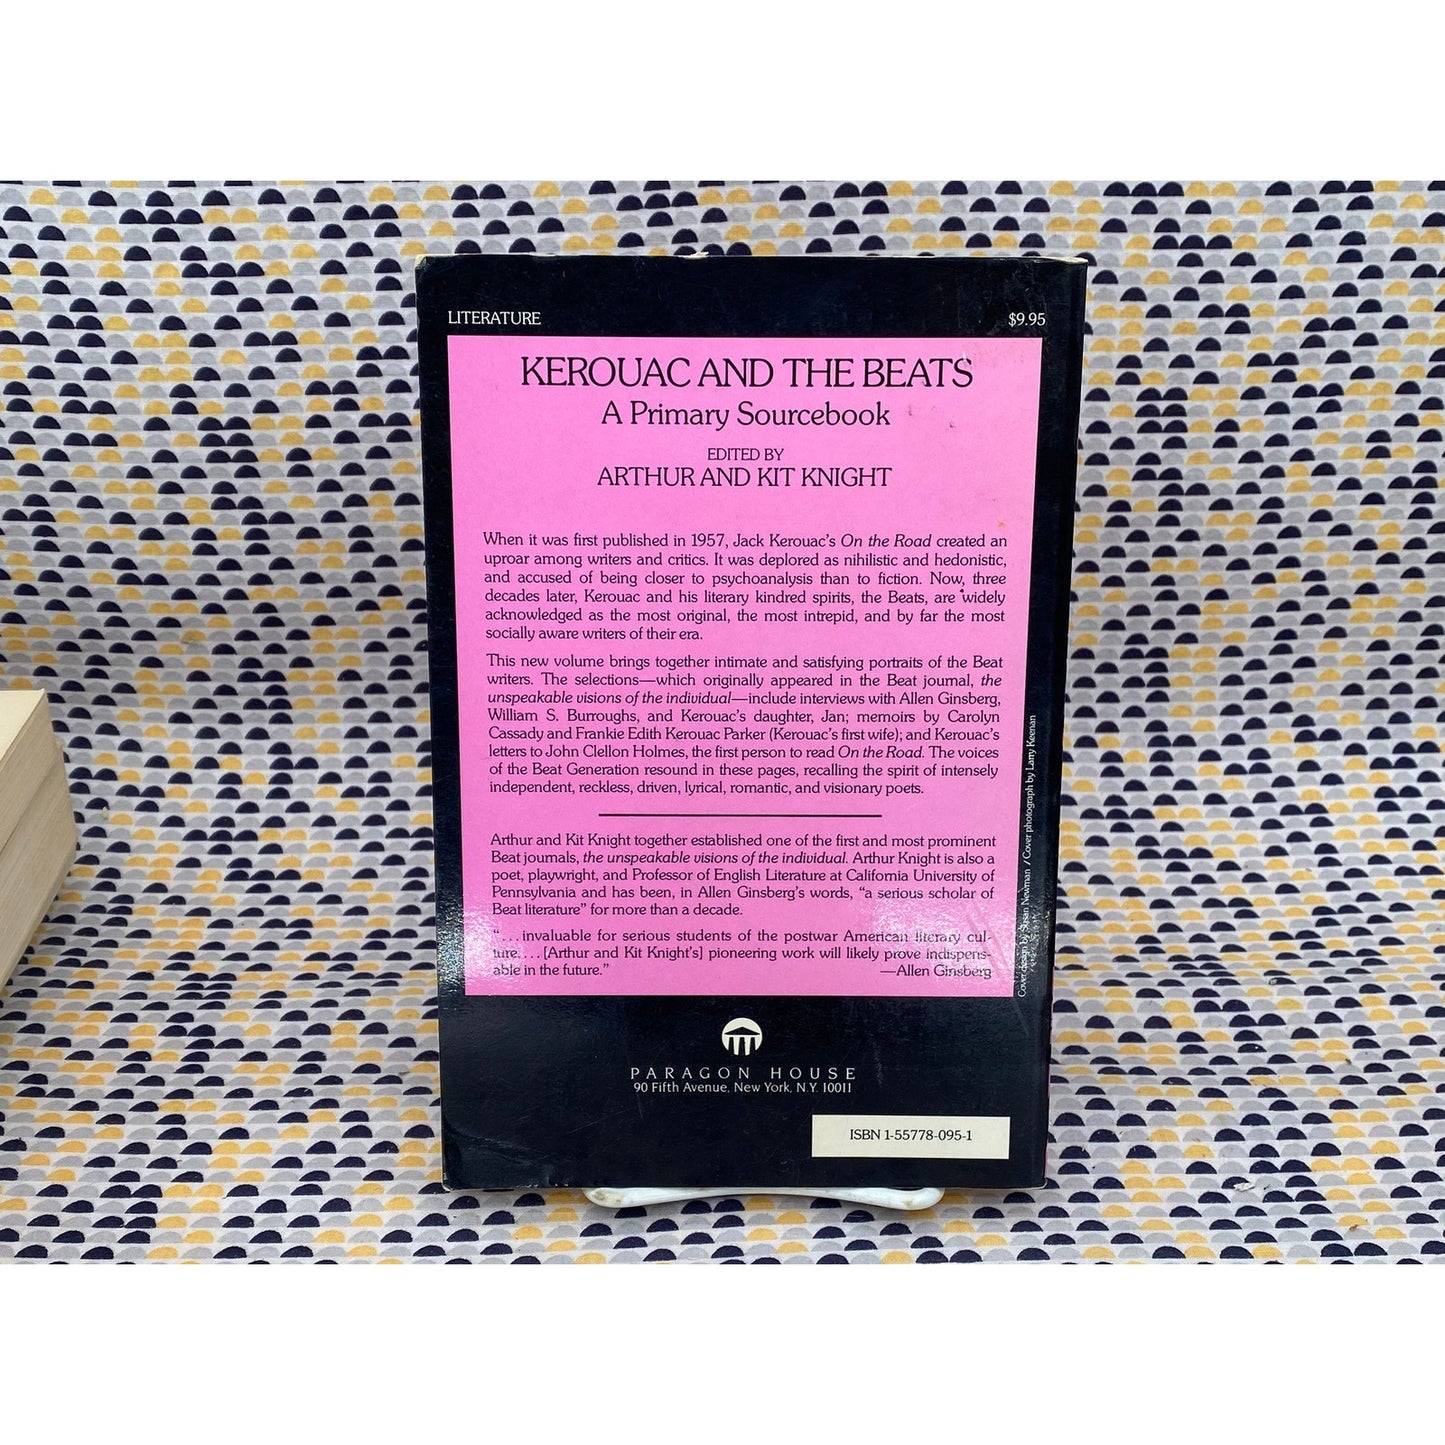 LITERATURE
$9.95
KEROUAC AND THE BEATS
A Primary Sourcebook
EDITED BY
ARTHUR AND KIT KNIGHT
When it was first published in 1957, Jack Kerouac's On the Road created an
uproar among writers and critics. It was deplored as nihilistic and hedonistic,
and accused of being closer to psychoanalysis than to fiction. Now, three
decades later, Kerouac and his literary kindred spirits, the Beats, are widely
acknowledged as the most original, the most intrepid, and by far the most
socially aware writers of their era.
This new volume brings together intimate and satisfying portraits of the Beat
writers. The selections—which originally appeared in the Beat journal, the
unspeakable visions of the individual—include interviews with Allen Ginsberg,
William S. Burroughs, and Kerouac's daughter, Jan; memoirs by Carolyn
Cassady and Frankie Edith Kerouac Parker (Kerouac's first wife); and Kerouac's
letters to John Clellon Holmes, the first person to read On the Road. The voices
of the Beat Generation resound in these pages, recalling the spirit of intensely
independent, reckless, driven, lyrical, romantic, and visionary poets.
Arthur and Kit Knight together established one of the first and most prominent
Beat journals, the unspeakable visions of the individual. Arthur Knight is also a
poet, playwright, and Professor of English Literature at California University of
Pennsylvania and has been, in Allen Ginsberg's words, "a serious scholar of
Beat literature" for more than a decade.
". . . invaluable for serious students of the postwar American literary cul-
ture. . . . [Arthur and Kit Knight's] pioneering work will likely prove indispens-
able in the future."
—Allen Ginsberg
Cover design by Susan Newman / Cover photograph by Larry Keenan
PARAGON HOUSE
90 Fifth Avenue, New York, N.Y. 10011
ISBN 1-55778-095-1